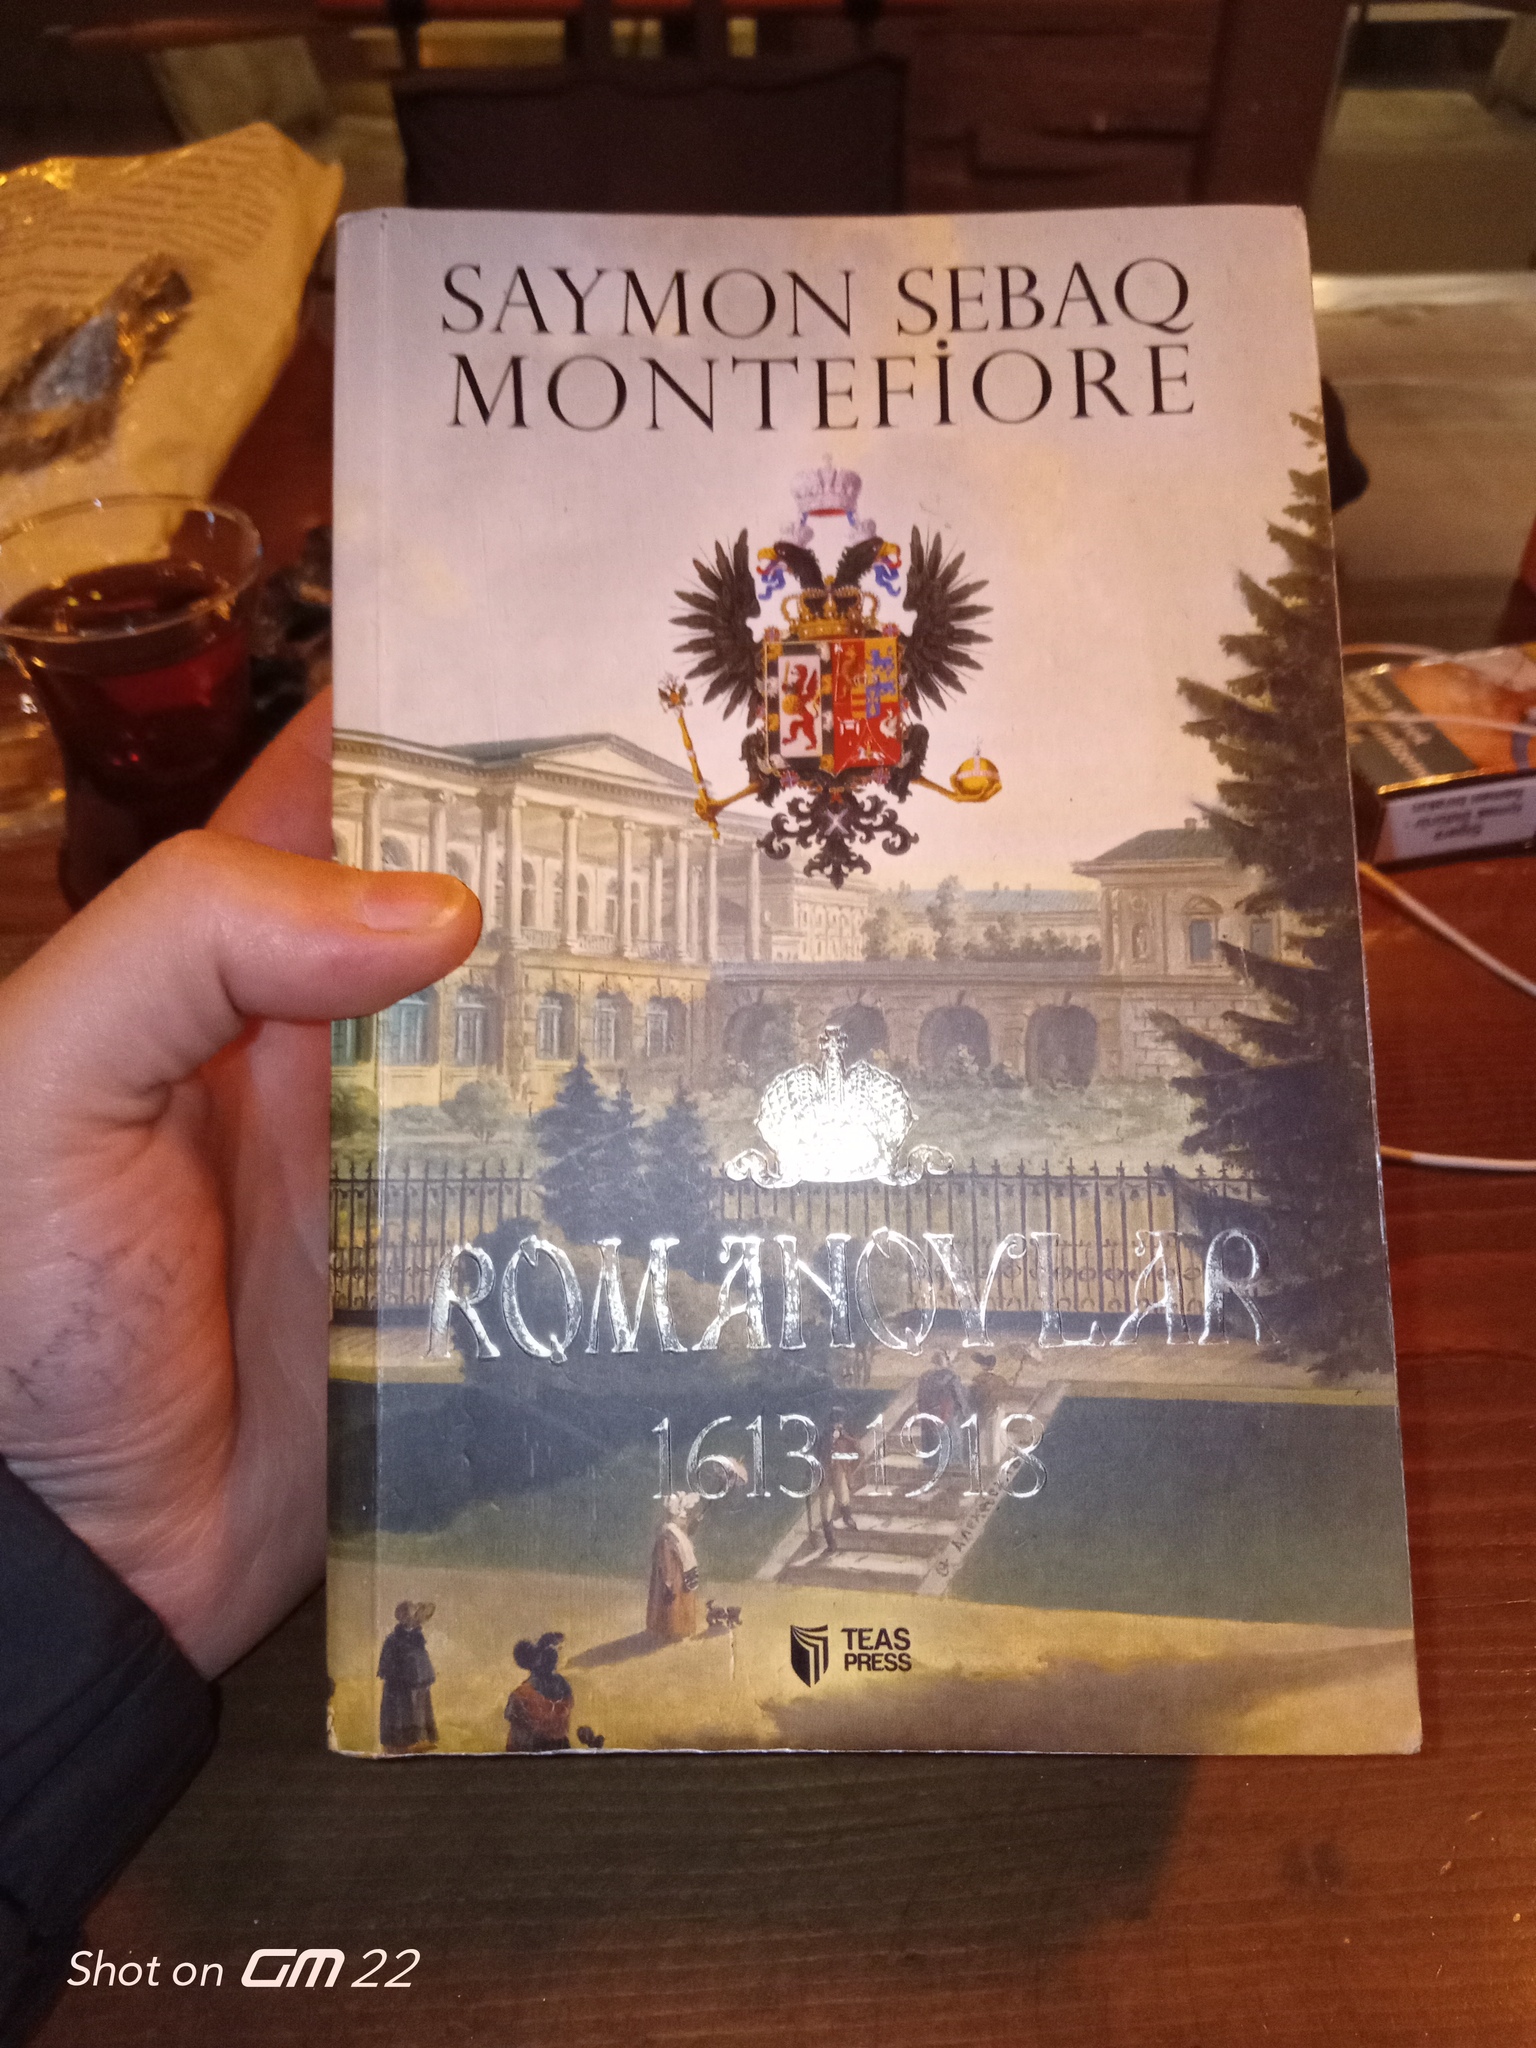 SAYMON SEBAQ
MONTEFİORE
ROMANOVLAR
1613-1918
TEAS
PRESS
Shot on GM 22